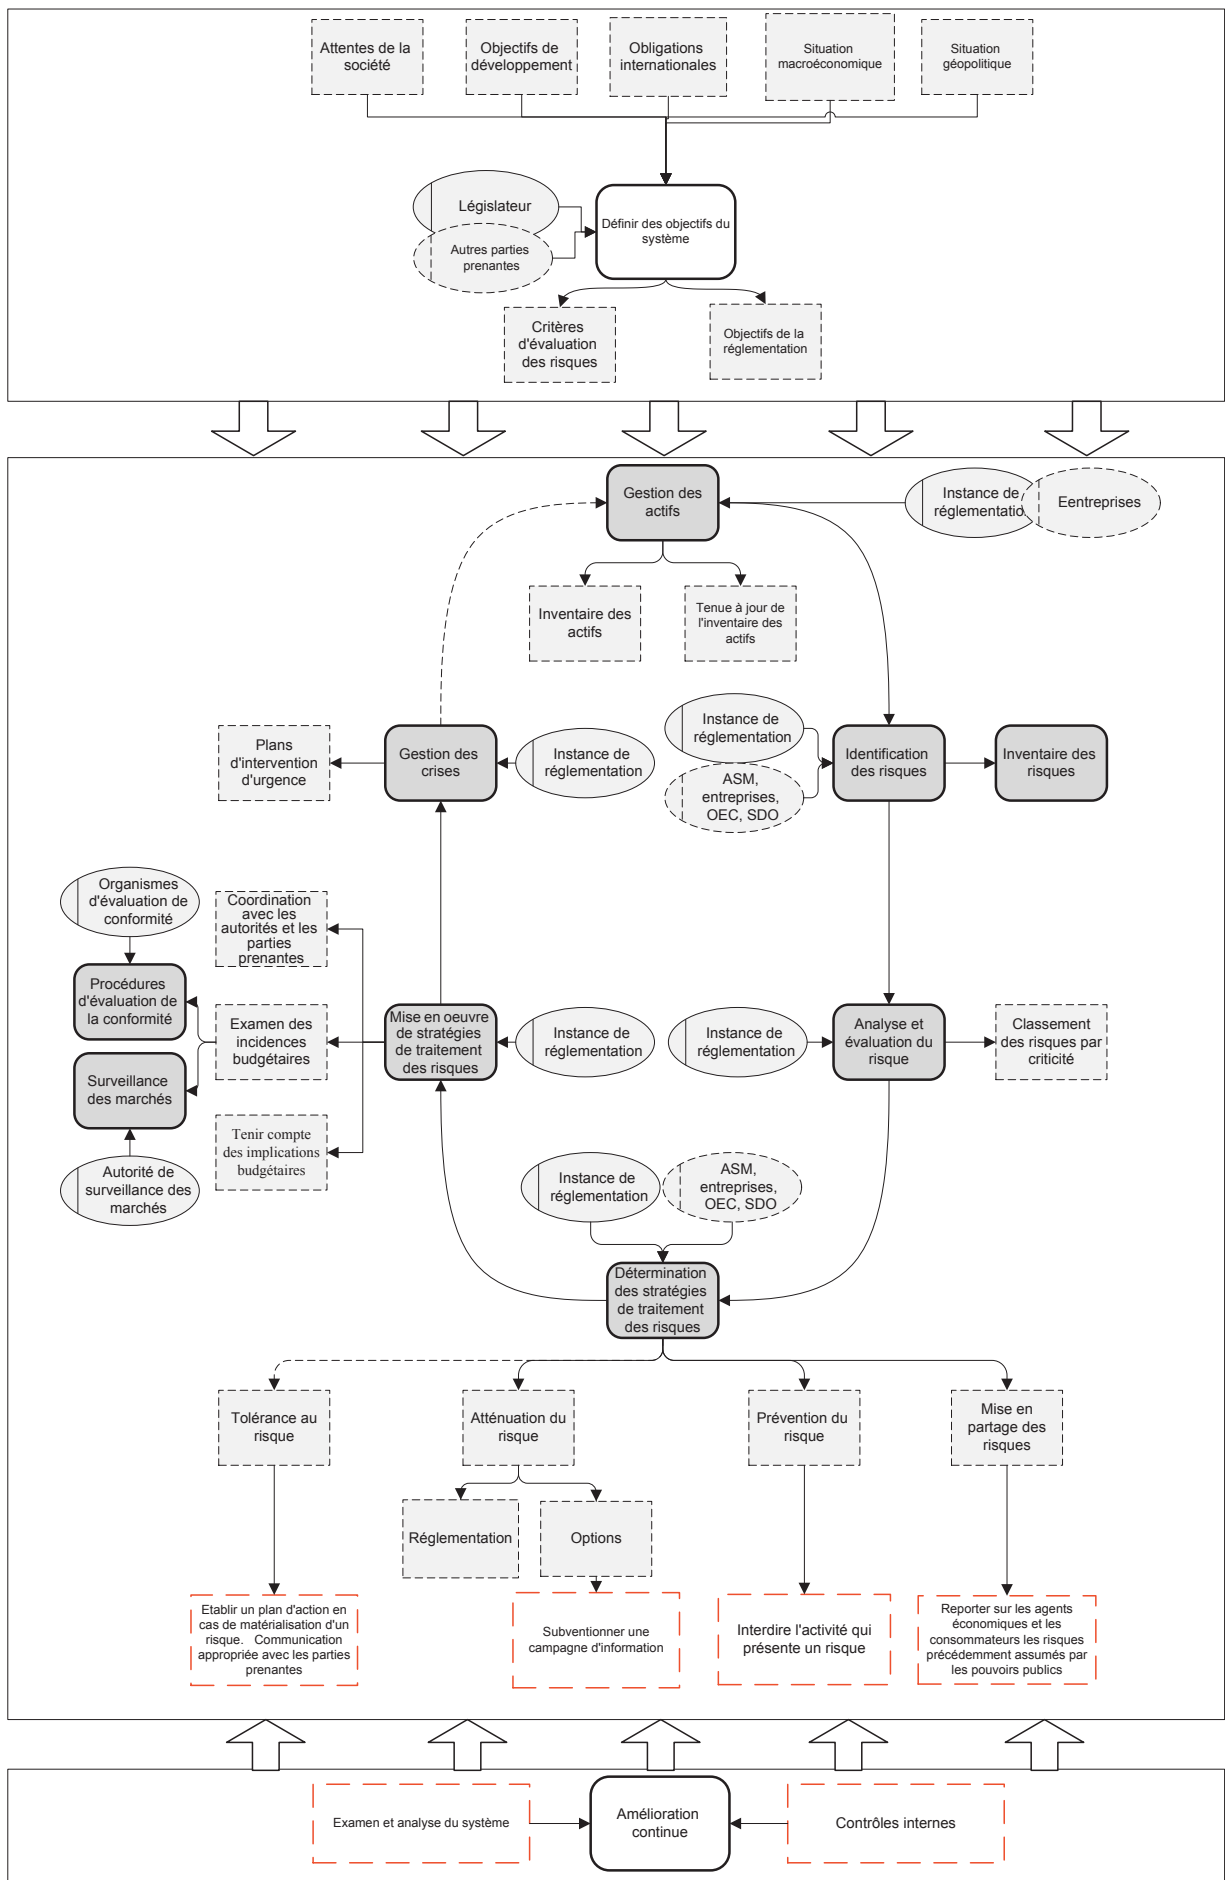 Attentes de la
société
Objectifs de
développement
Obligations
internationales
Situation
macroéconomique
Situation
géopolitique
Législateur
Autres parties
prenantes
Définir des objectifs du
système
Critères
d'évaluation
des risques
Objectifs de la
réglementation
Gestion des
actifs
Instance de
réglementation
Eentreprises
Inventaire des
actifs
Tenue à jour de
l'inventaire des
actifs
Plans
d'intervention
d'urgence
Gestion des
crises
Instance de
réglementation
Instance de
réglementation
ASM,
entreprises,
OEC, SDO
Identification
des risques
Inventaire des
risques
Organismes
d'évaluation de
conformité
Coordination
avec les
autorités et les
parties
prenantes
Procédures
d'évaluation de
la conformité
Examen des
incidences
budgétaires
Mise en oeuvre
de stratégies
de traitement
des risques
Instance de
réglementation
Instance de
réglementation
Analyse et
évaluation du
risque
Classement
des risques par
criticité
Surveillance
des marchés
Tenir compte
des implications
budgétaires
Autorité de
surveillance des
marchés
Instance de
réglementation
ASM,
entreprises,
OEC, SDO
Détermination
des stratégies
de traitement
des risques
Tolérance au
risque
Atténuation du
risque
Prévention du
risque
Mise en
partage des
risques
Réglementation
Options
Etablir un plan d'action en
cas de matérialisation d'un
risque. Communication
appropriée avec les parties
prenantes
Subventionner une
campagne d'information
Interdire l'activité qui
présente un risque
Reporter sur les agents
économiques et les
consommateurs les risques
précédemment assumés par
les pouvoirs publics
Examen et analyse du système
Amélioration
continue
Contrôles internes